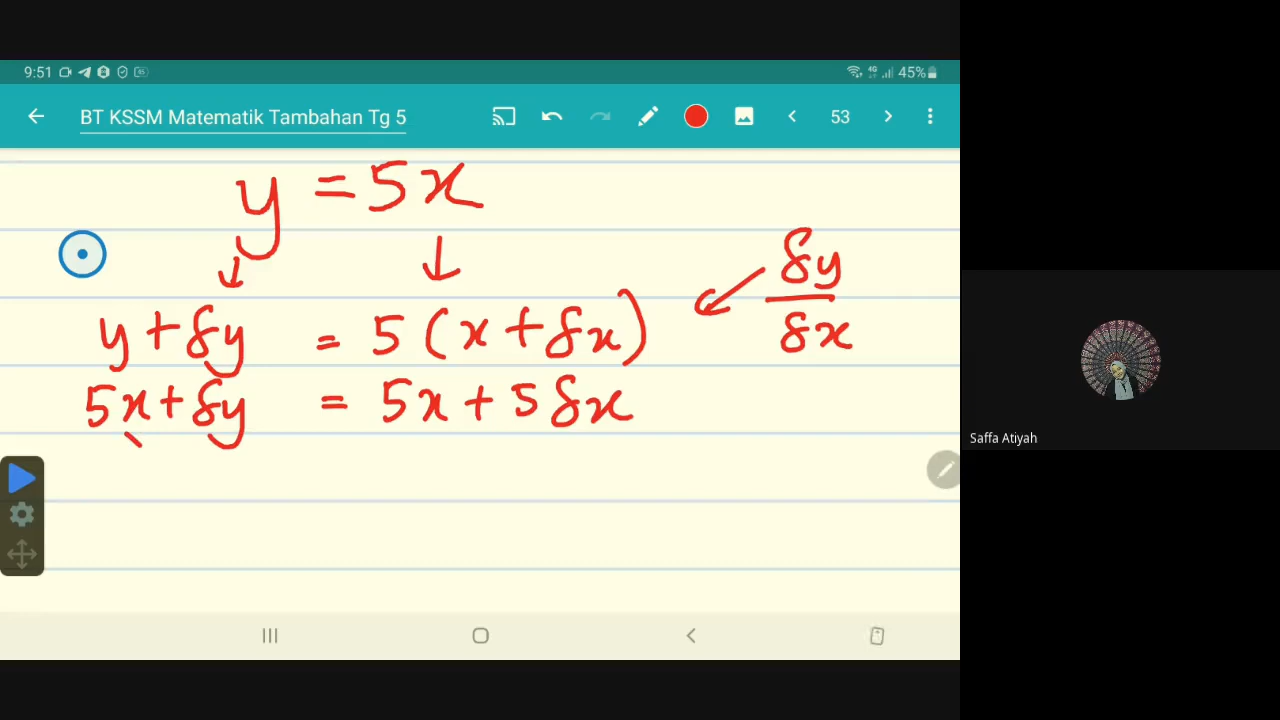 9:51 4G 45%
BT KSSM Matematik Tambahan Tg 5 53
y = 5x
δy
y + δy = 5(x + δx)
δx
5x + δy = 5x + 5δx
Saffa Atiyah